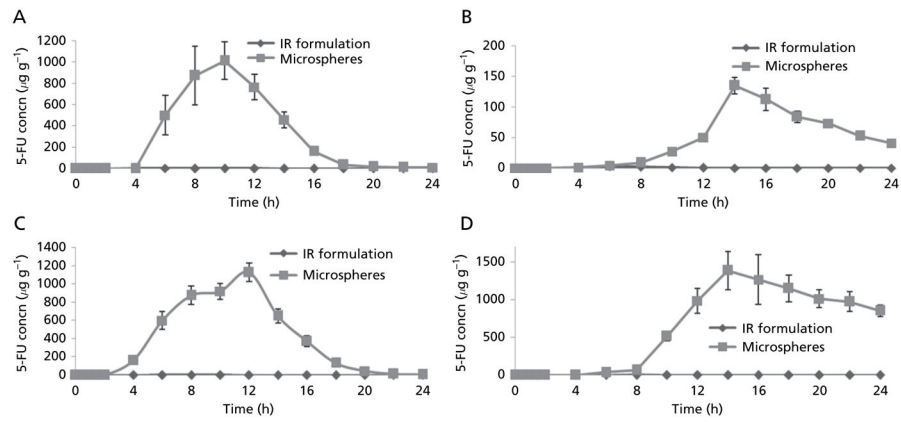 A
IR formulation
Microspheres
5-FU concn (µg g⁻¹)
1200
1000
800
600
400
200
0
0 4 8 12 16 20 24
Time (h)
B
IR formulation
Microspheres
5-FU concn (µg g⁻¹)
200
150
100
50
0
0 4 8 12 16 20 24
Time (h)
C
IR formulation
Microspheres
5-FU concn (µg g⁻¹)
1400
1200
1000
800
600
400
200
0
0 4 8 12 16 20 24
Time (h)
D
IR formulation
Microspheres
5-FU concn (µg g⁻¹)
1500
1000
500
0
0 4 8 12 16 20 24
Time (h)